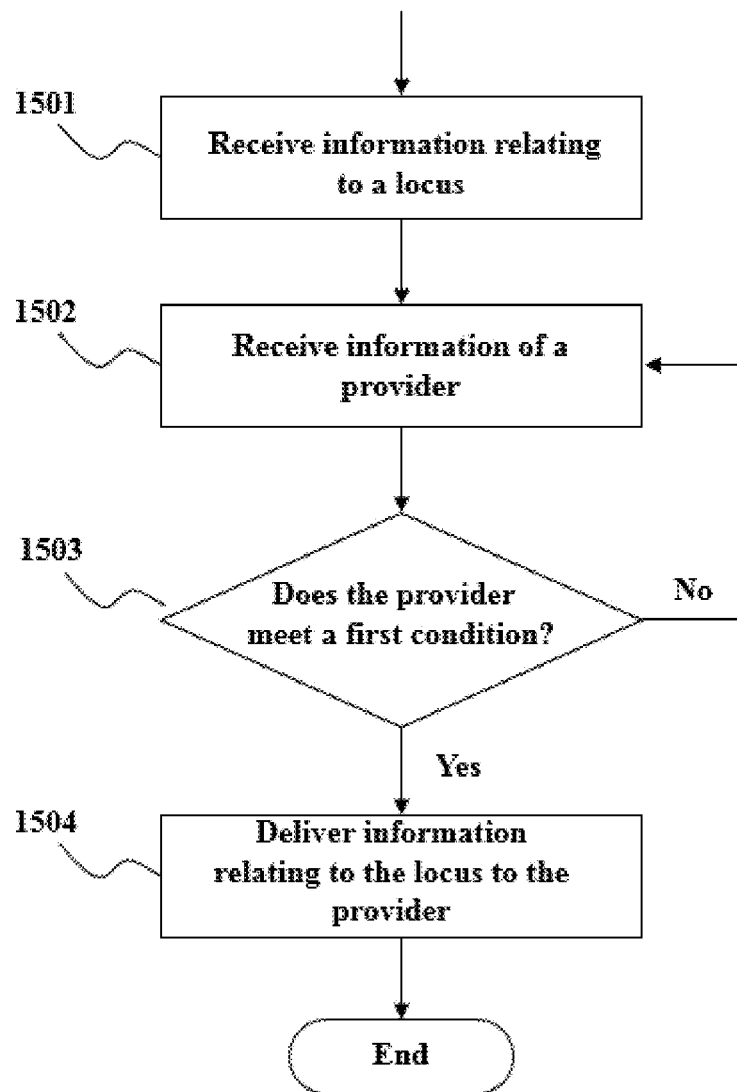 1501
Receive information relating
to a locus
1502
Receive information of a
provider
1503
Does the provider
meet a first condition?
No
Yes
1504
Deliver information
relating to the locus to the
provider
End